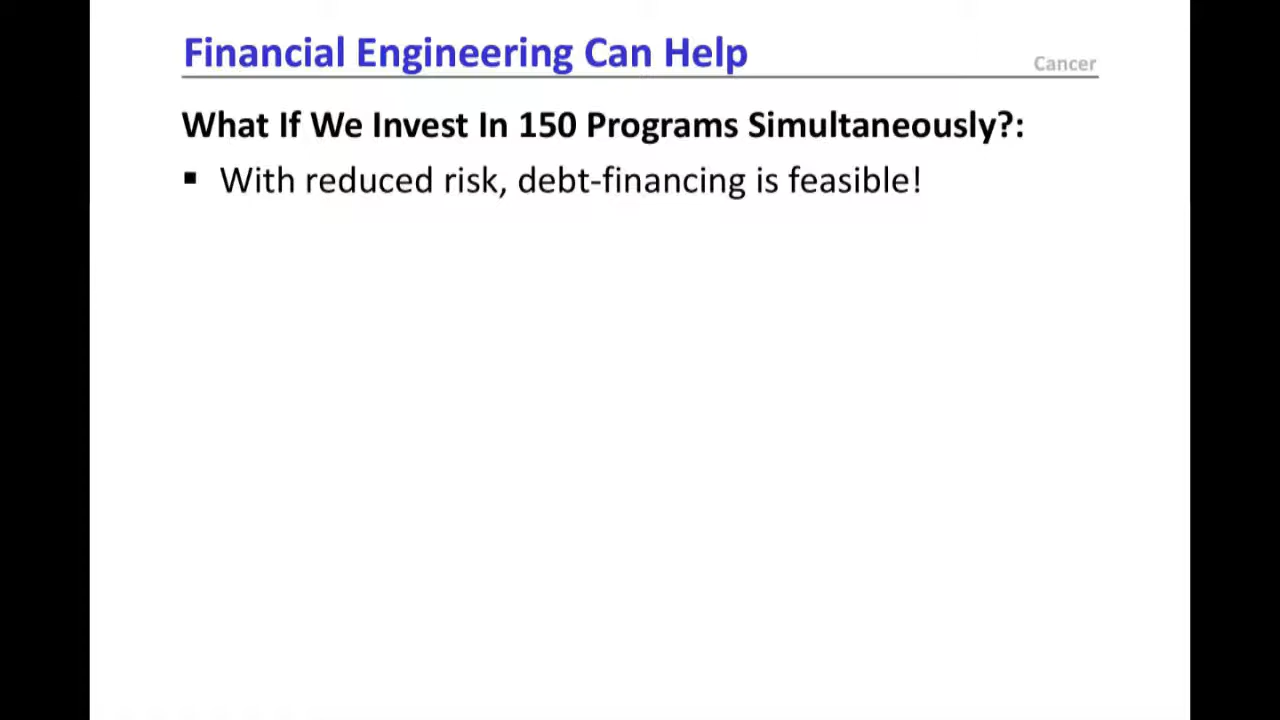 Financial Engineering Can Help
Cancer
What If We Invest In 150 Programs Simultaneously?:
▪ With reduced risk, debt-financing is feasible!